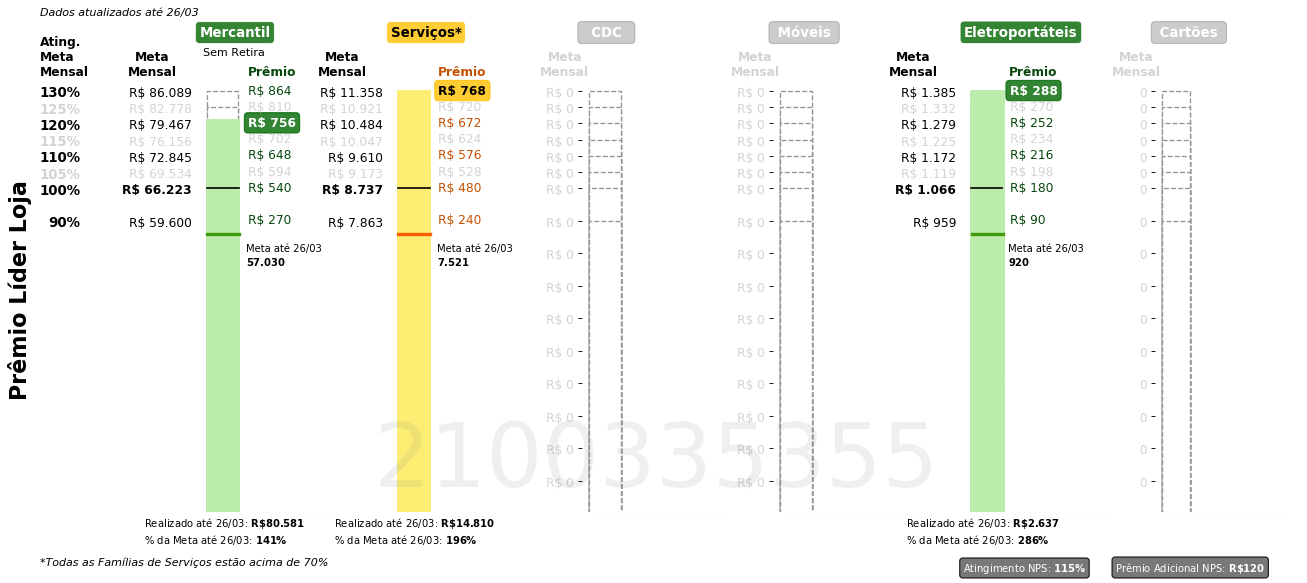 Dados atualizados até 26/03
Mercantil Serviços* CDC Móveis Eletroportáteis Cartões
Sem Retira
Ating. Meta Mensal Meta Mensal Prêmio Meta Mensal Prêmio Meta Mensal Meta Mensal Meta Mensal Prêmio Meta Mensal
130% R$ 86.089 R$ 864 R$ 11.358 R$ 768 R$ 0 R$ 0 R$ 1.385 R$ 288 0
125% R$ 82.778 R$ 810 R$ 10.921 R$ 720 R$ 0 R$ 0 R$ 1.332 R$ 270 0
120% R$ 79.467 R$ 756 R$ 10.484 R$ 672 R$ 0 R$ 0 R$ 1.279 R$ 252 0
115% R$ 76.156 R$ 702 R$ 10.047 R$ 624 R$ 0 R$ 0 R$ 1.225 R$ 234 0
110% R$ 72.845 R$ 648 R$ 9.610 R$ 576 R$ 0 R$ 0 R$ 1.172 R$ 216 0
105% R$ 69.534 R$ 594 R$ 9.173 R$ 528 R$ 0 R$ 0 R$ 1.119 R$ 198 0
100% R$ 66.223 R$ 540 R$ 8.737 R$ 480 R$ 0 R$ 0 R$ 1.066 R$ 180 0
90% R$ 59.600 R$ 270 R$ 7.863 R$ 240 R$ 0 R$ 0 R$ 959 R$ 90 0
Meta até 26/03 Meta até 26/03 Meta até 26/03
57.030 7.521 920
R$ 0 R$ 0 0
R$ 0 R$ 0 0
R$ 0 R$ 0 0
R$ 0 R$ 0 0
R$ 0 R$ 0 0
R$ 0 R$ 0 0
R$ 0 R$ 0 0
R$ 0 R$ 0 0
Prêmio Líder Loja
2100335355
Realizado até 26/03: R$80.581 Realizado até 26/03: R$14.810 Realizado até 26/03: R$2.637
% da Meta até 26/03: 141% % da Meta até 26/03: 196% % da Meta até 26/03: 286%
*Todas as Famílias de Serviços estão acima de 70%
Atingimento NPS: 115% Prêmio Adicional NPS: R$120